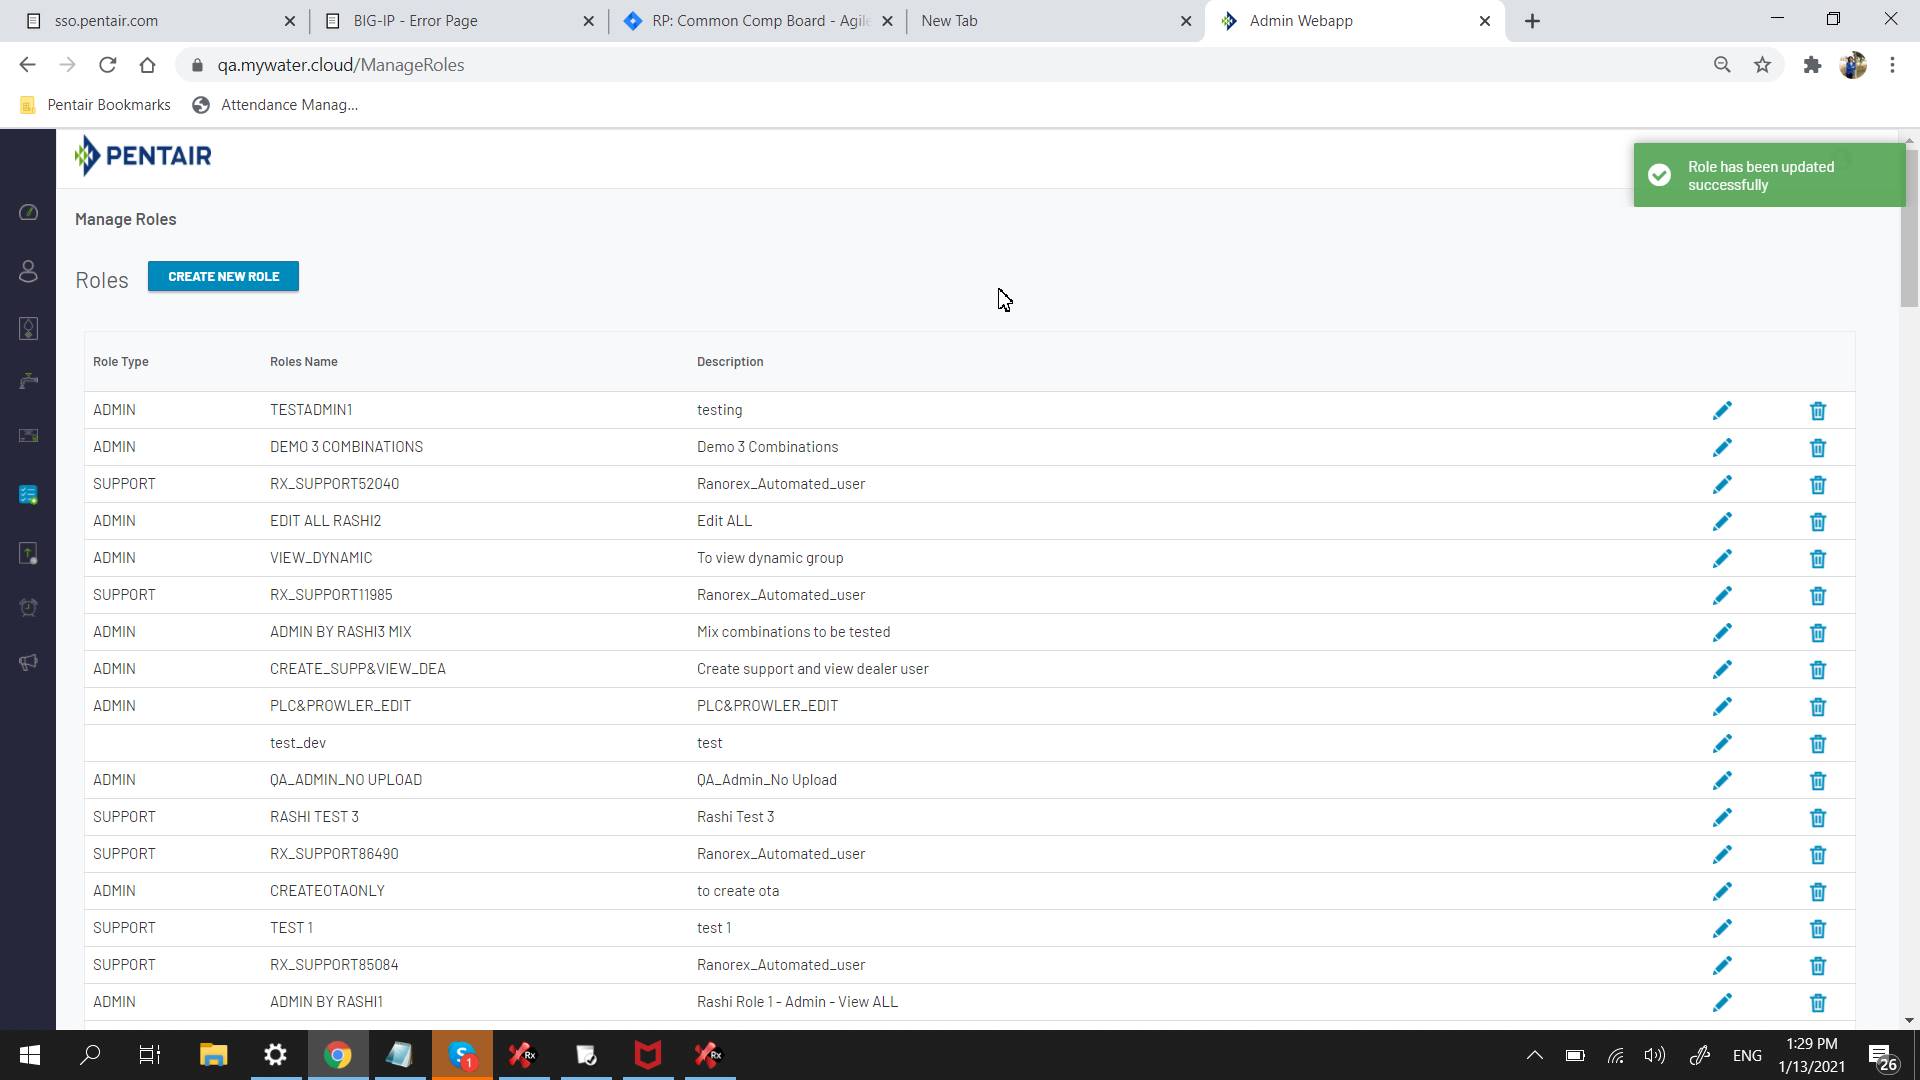 sso.pentair.com
BIG-IP - Error Page
RP: Common Comp Board - Agile
New Tab
Admin Webapp
qa.mywater.cloud/ManageRoles
Pentair Bookmarks
Attendance Manag...
PENTAIR
Role has been updated
successfully
Manage Roles
Roles
CREATE NEW ROLE
Role Type Roles Name Description
ADMIN TESTADMIN1 testing
ADMIN DEMO 3 COMBINATIONS Demo 3 Combinations
SUPPORT RX_SUPPORT52040 Ranorex_Automated_user
ADMIN EDIT ALL RASHI2 Edit ALL
ADMIN VIEW_DYNAMIC To view dynamic group
SUPPORT RX_SUPPORT11985 Ranorex_Automated_user
ADMIN ADMIN BY RASHI3 MIX Mix combinations to be tested
ADMIN CREATE_SUPP&VIEW_DEA Create support and view dealer user
ADMIN PLC&PROWLER_EDIT PLC&PROWLER_EDIT
test_dev test
ADMIN QA_ADMIN_NO UPLOAD QA_Admin_No Upload
SUPPORT RASHI TEST 3 Rashi Test 3
SUPPORT RX_SUPPORT86490 Ranorex_Automated_user
ADMIN CREATEOTAONLY to create ota
SUPPORT TEST 1 test 1
SUPPORT RX_SUPPORT85084 Ranorex_Automated_user
ADMIN ADMIN BY RASHI1 Rashi Role 1 - Admin - View ALL
S 1
Rx
Rx
ENG
1:29 PM
1/13/2021
26